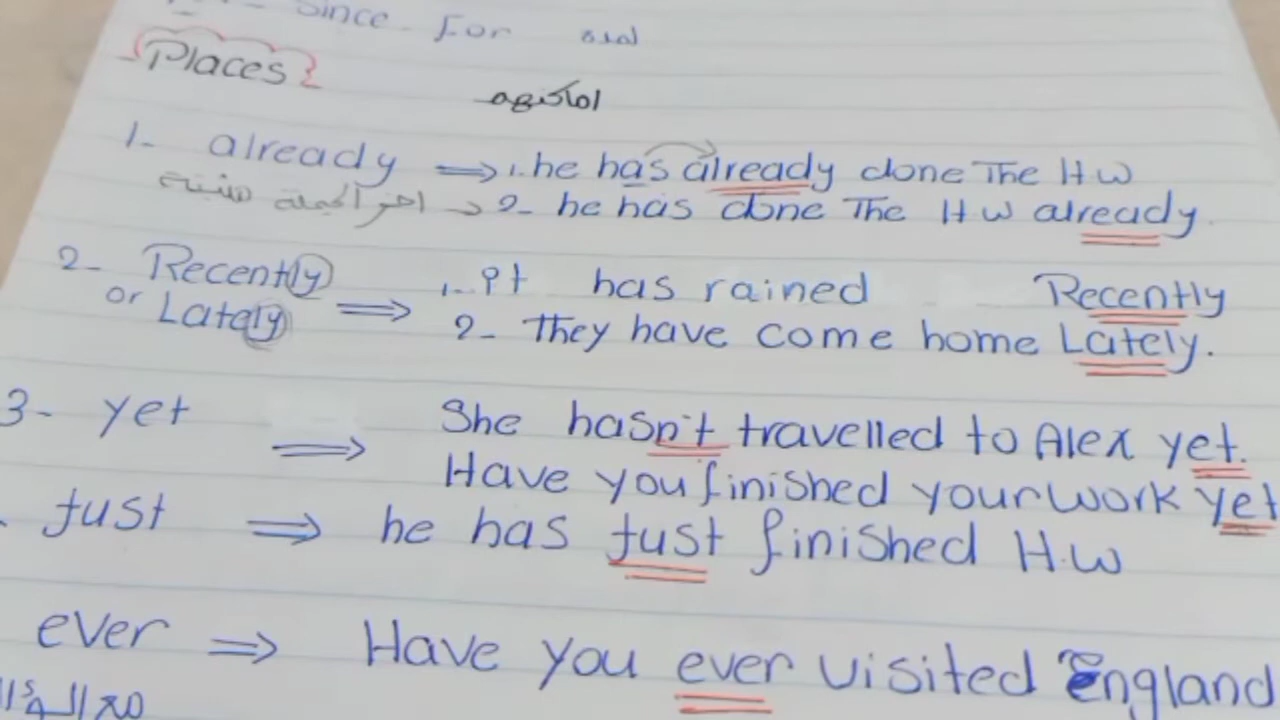 Since For لمدة
Places
اماكنهم
1- already ⇒ 1. he has already done The H w
اخر الجملة مثبتة 2- he has done The H w already.
2- Recently ⇒ 1- It has rained Recently
or Lately 2- They have come home Lately.
3- yet ⇒ She hasn't travelled to Alex yet.
Have you finished your work yet
Just ⇒ he has Just finished H.w
ever ⇒ Have you ever visited England